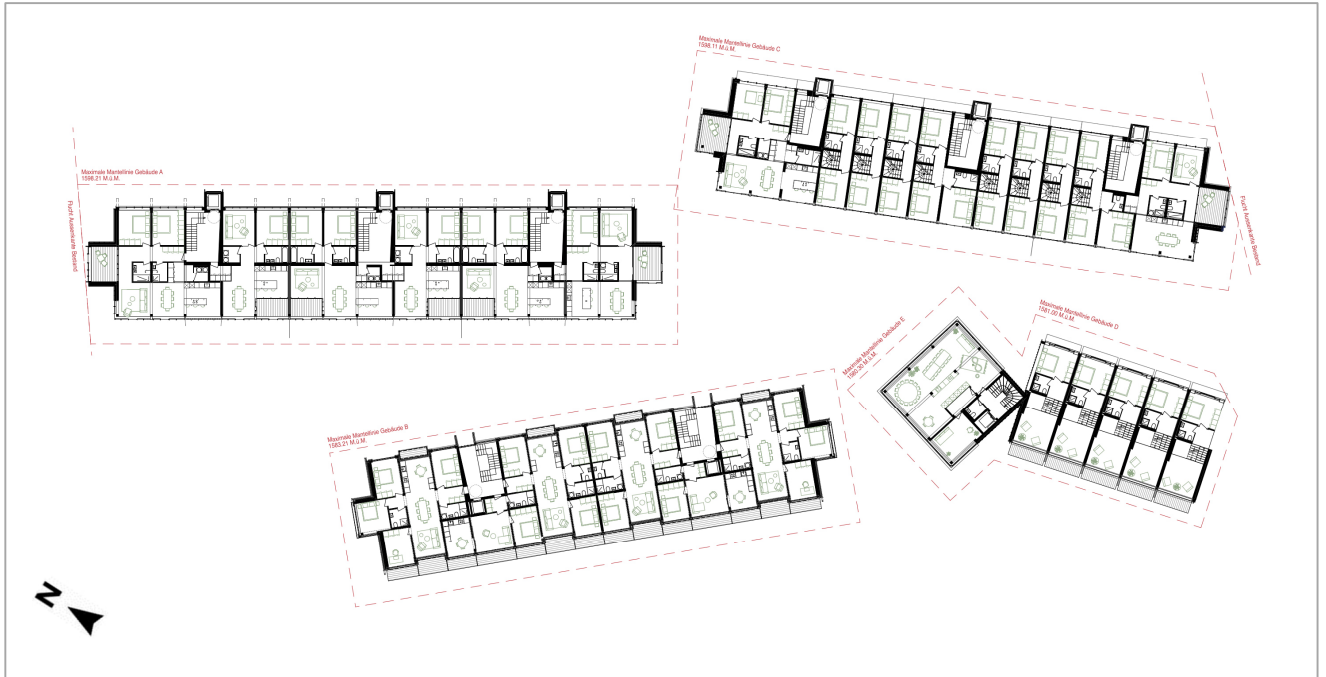 Maximale Mantellinie Gebäude C
1598.11 M.ü.M.
Maximale Mantellinie Gebäude A
1598.21 M.ü.M.
Flucht Aussenkante Bestand
Flucht Aussenkante Bestand
Maximale Mantellinie Gebäude E
1580.30 M.ü.M.
Maximale Mantellinie Gebäude D
1581.00 M.ü.M.
Maximale Mantellinie Gebäude B
1583.21 M.ü.M.
N